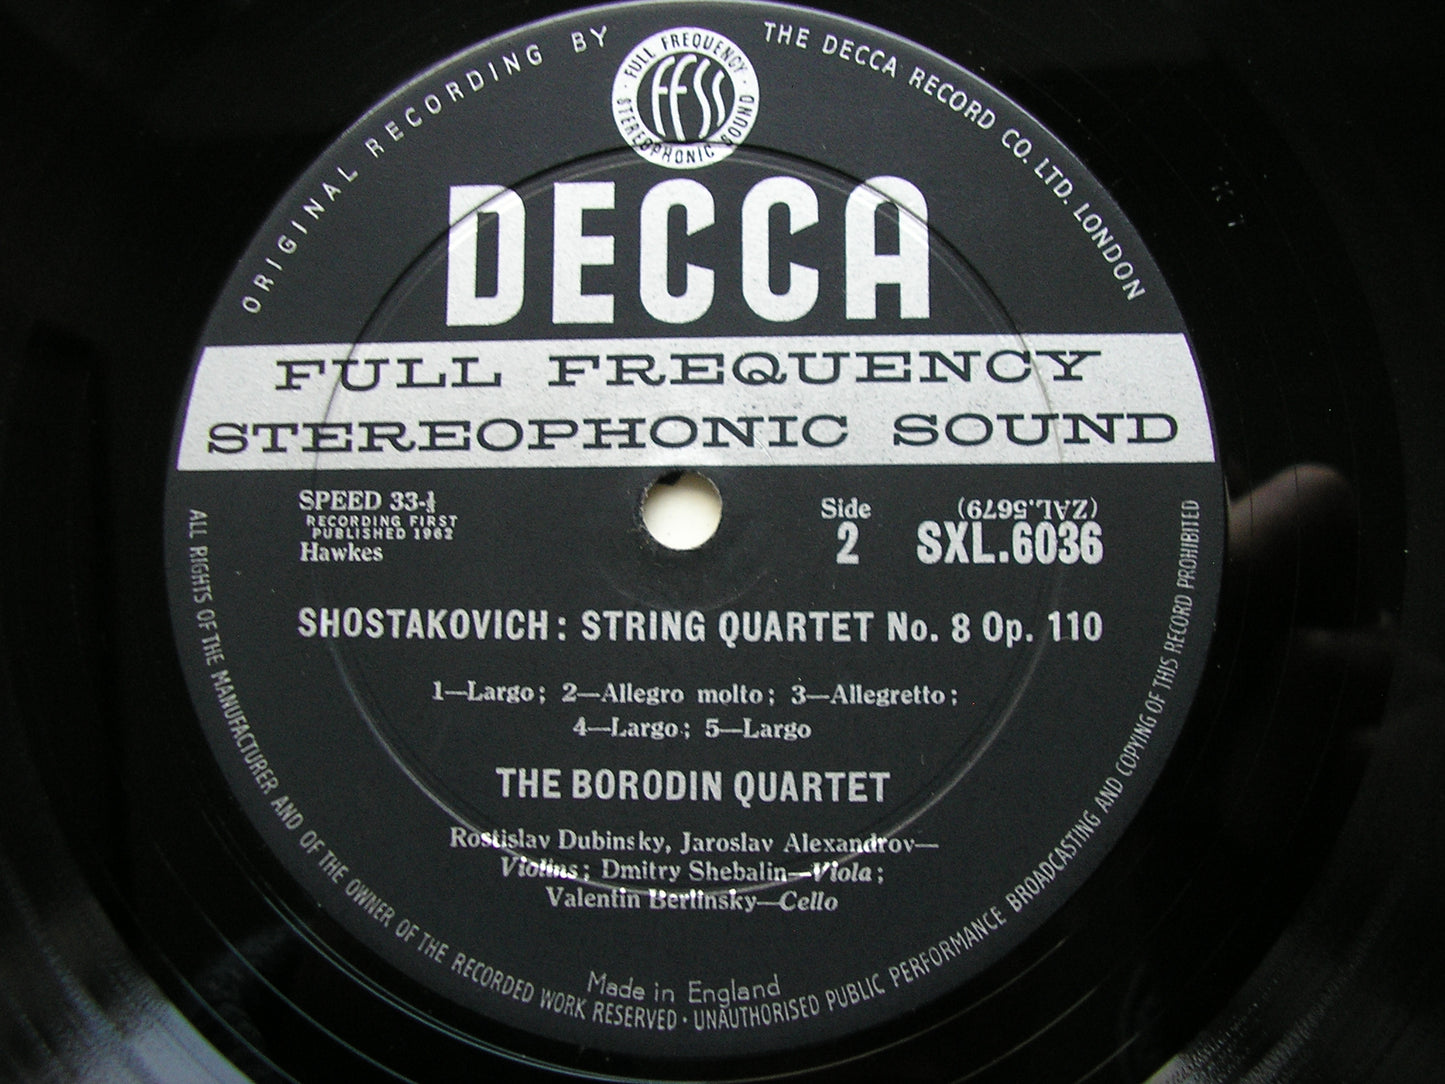 ORIGINAL RECORDING BY THE DECCA RECORD CO. LTD. LONDON
FULL FREQUENCY
FFSS
STEREOPHONIC SOUND
DECCA
FULL FREQUENCY
STEREOPHONIC SOUND
SPEED 33-⅓
RECORDING FIRST
PUBLISHED 1962
Hawkes
Side
2
(ZAL.5679)
SXL.6036
SHOSTAKOVICH: STRING QUARTET No. 8 Op. 110
1—Largo; 2—Allegro molto; 3—Allegretto;
4—Largo; 5—Largo
THE BORODIN QUARTET
Rostislav Dubinsky, Jaroslav Alexandrov—
Violins; Dmitry Shebalin—Viola;
Valentin Berlinsky—Cello
Made in England
ALL RIGHTS OF THE MANUFACTURER AND OF THE OWNER OF THE RECORDED WORK RESERVED · UNAUTHORISED PUBLIC PERFORMANCE BROADCASTING AND COPYING OF THIS RECORD PROHIBITED